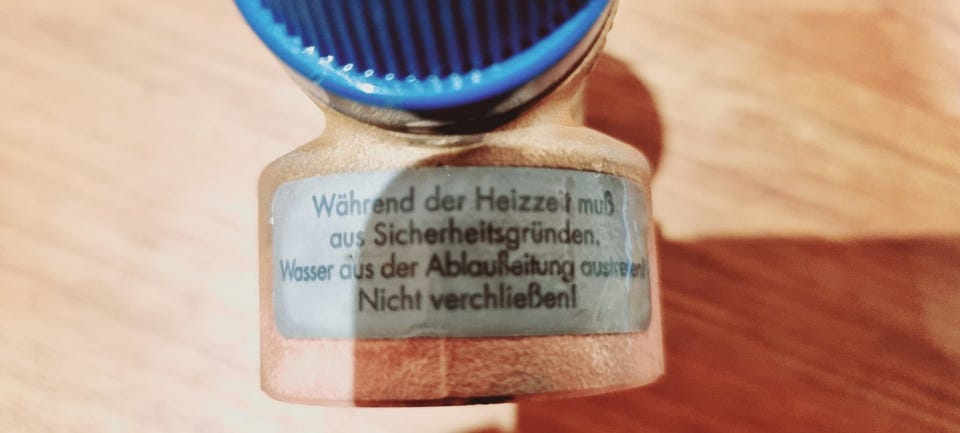 Während der Heizzeit muß
aus Sicherheitsgründen,
Wasser aus der Ablaufleitung austreten!
Nicht verchließen!